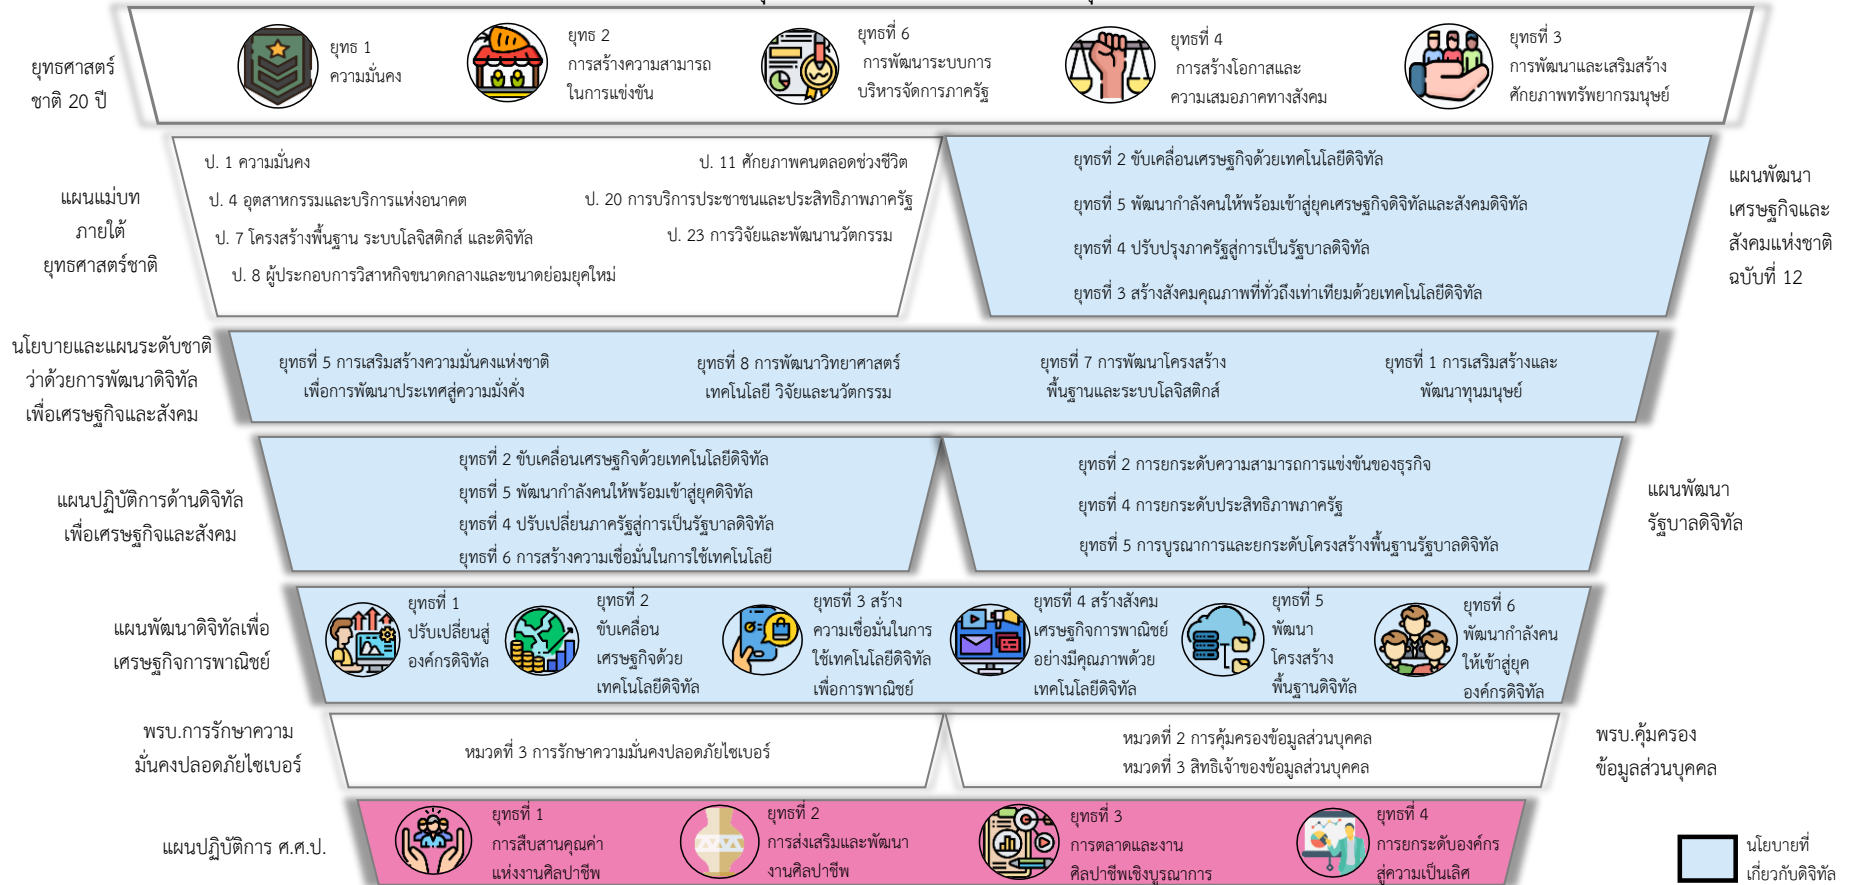 ยุทธศาสตร์
ชาติ 20 ปี
ยุทธ 1
ความมั่นคง
ยุทธ 2
การสร้างความสามารถ
ในการแข่งขัน
ยุทธที่ 6
การพัฒนาระบบการ
บริหารจัดการภาครัฐ
ยุทธที่ 4
การสร้างโอกาสและ
ความเสมอภาคทางสังคม
ยุทธที่ 3
การพัฒนาและเสริมสร้าง
ศักยภาพทรัพยากรมนุษย์
แผนแม่บท
ภายใต้
ยุทธศาสตร์ชาติ
ป. 1 ความมั่นคง
ป. 4 อุตสาหกรรมและบริการแห่งอนาคต
ป. 7 โครงสร้างพื้นฐาน ระบบโลจิสติกส์ และดิจิทัล
ป. 8 ผู้ประกอบการวิสาหกิจขนาดกลางและขนาดย่อมยุคใหม่
ป. 11 ศักยภาพคนตลอดช่วงชีวิต
ป. 20 การบริการประชาชนและประสิทธิภาพภาครัฐ
ป. 23 การวิจัยและพัฒนานวัตกรรม
ยุทธที่ 2 ขับเคลื่อนเศรษฐกิจด้วยเทคโนโลยีดิจิทัล
ยุทธที่ 5 พัฒนากำลังคนให้พร้อมเข้าสู่ยุคเศรษฐกิจดิจิทัลและสังคมดิจิทัล
ยุทธที่ 4 ปรับปรุงภาครัฐสู่การเป็นรัฐบาลดิจิทัล
ยุทธที่ 3 สร้างสังคมคุณภาพที่ทั่วถึงเท่าเทียมด้วยเทคโนโลยีดิจิทัล
แผนพัฒนา
เศรษฐกิจและ
สังคมแห่งชาติ
ฉบับที่ 12
นโยบายและแผนระดับชาติ
ว่าด้วยการพัฒนาดิจิทัล
เพื่อเศรษฐกิจและสังคม
ยุทธที่ 5 การเสริมสร้างความมั่นคงแห่งชาติ
เพื่อการพัฒนาประเทศสู่ความมั่งคั่ง
ยุทธที่ 8 การพัฒนาวิทยาศาสตร์
เทคโนโลยี วิจัยและนวัตกรรม
ยุทธที่ 7 การพัฒนาโครงสร้าง
พื้นฐานและระบบโลจิสติกส์
ยุทธที่ 1 การเสริมสร้างและ
พัฒนาทุนมนุษย์
แผนปฏิบัติการด้านดิจิทัล
เพื่อเศรษฐกิจและสังคม
ยุทธที่ 2 ขับเคลื่อนเศรษฐกิจด้วยเทคโนโลยีดิจิทัล
ยุทธที่ 5 พัฒนากำลังคนให้พร้อมเข้าสู่ยุคดิจิทัล
ยุทธที่ 4 ปรับเปลี่ยนภาครัฐสู่การเป็นรัฐบาลดิจิทัล
ยุทธที่ 6 การสร้างความเชื่อมั่นในการใช้เทคโนโลยี
ยุทธที่ 2 การยกระดับความสามารถการแข่งขันของธุรกิจ
ยุทธที่ 4 การยกระดับประสิทธิภาพภาครัฐ
ยุทธที่ 5 การบูรณาการและยกระดับโครงสร้างพื้นฐานรัฐบาลดิจิทัล
แผนพัฒนา
รัฐบาลดิจิทัล
แผนพัฒนาดิจิทัลเพื่อ
เศรษฐกิจการพาณิชย์
ยุทธที่ 1
ปรับเปลี่ยนสู่
องค์กรดิจิทัล
ยุทธที่ 2
ขับเคลื่อน
เศรษฐกิจด้วย
เทคโนโลยีดิจิทัล
ยุทธที่ 3 สร้าง
ความเชื่อมั่นในการ
ใช้เทคโนโลยีดิจิทัล
เพื่อการพาณิชย์
ยุทธที่ 4 สร้างสังคม
เศรษฐกิจการพาณิชย์
อย่างมีคุณภาพด้วย
เทคโนโลยีดิจิทัล
ยุทธที่ 5
พัฒนา
โครงสร้าง
พื้นฐานดิจิทัล
ยุทธที่ 6
พัฒนากำลังคน
ให้เข้าสู่ยุค
องค์กรดิจิทัล
พรบ.การรักษาความ
มั่นคงปลอดภัยไซเบอร์
หมวดที่ 3 การรักษาความมั่นคงปลอดภัยไซเบอร์
หมวดที่ 2 การคุ้มครองข้อมูลส่วนบุคคล
หมวดที่ 3 สิทธิเจ้าของข้อมูลส่วนบุคคล
พรบ.คุ้มครอง
ข้อมูลส่วนบุคคล
แผนปฏิบัติการ ศ.ศ.ป.
ยุทธที่ 1
การสืบสานคุณค่า
แห่งงานศิลปาชีพ
ยุทธที่ 2
การส่งเสริมและพัฒนา
งานศิลปาชีพ
ยุทธที่ 3
การตลาดและงาน
ศิลปาชีพเชิงบูรณาการ
ยุทธที่ 4
การยกระดับองค์กร
สู่ความเป็นเลิศ
นโยบายที่
เกี่ยวกับดิจิทัล